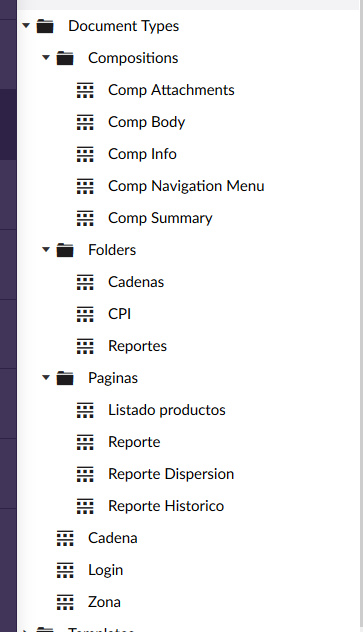 Document Types
Compositions
Comp Attachments
Comp Body
Comp Info
Comp Navigation Menu
Comp Summary
Folders
Cadenas
CPI
Reportes
Paginas
Listado productos
Reporte
Reporte Dispersion
Reporte Historico
Cadena
Login
Zona
Templates